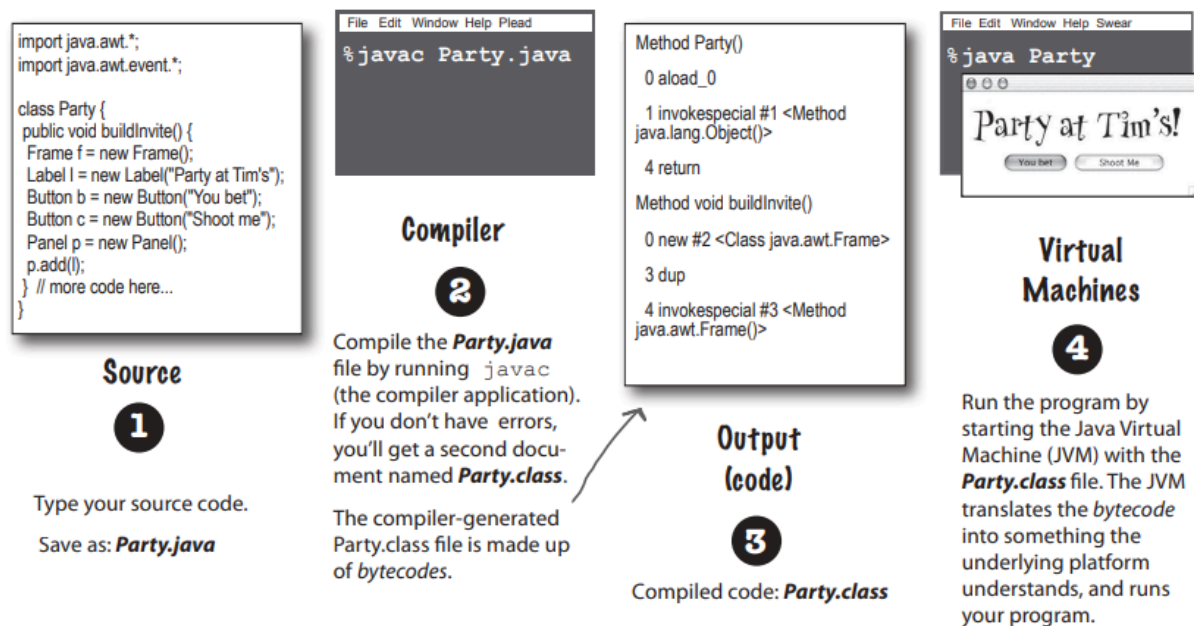 import java.awt.*;
import java.awt.event.*;
class Party {
public void buildInvite() {
Frame f = new Frame();
Label l = new Label("Party at Tim's");
Button b = new Button("You bet");
Button c = new Button("Shoot me");
Panel p = new Panel();
p.add(l);
} // more code here...
}
Source
1
Type your source code.
Save as: Party.java
File Edit Window Help Plead
%javac Party.java
Compiler
2
Compile the Party.java
file by running javac
(the compiler application).
If you don't have errors,
you'll get a second docu-
ment named Party.class.
The compiler-generated
Party.class file is made up
of bytecodes.
Method Party()
0 aload_0
1 invokespecial #1 <Method
java.lang.Object()>
4 return
Method void buildInvite()
0 new #2 <Class java.awt.Frame>
3 dup
4 invokespecial #3 <Method
java.awt.Frame()>
Output
(code)
3
Compiled code: Party.class
File Edit Window Help Swear
%java Party
Party at Tim's!
You bet Shoot Me
Virtual
Machines
4
Run the program by
starting the Java Virtual
Machine (JVM) with the
Party.class file. The JVM
translates the bytecode
into something the
underlying platform
understands, and runs
your program.